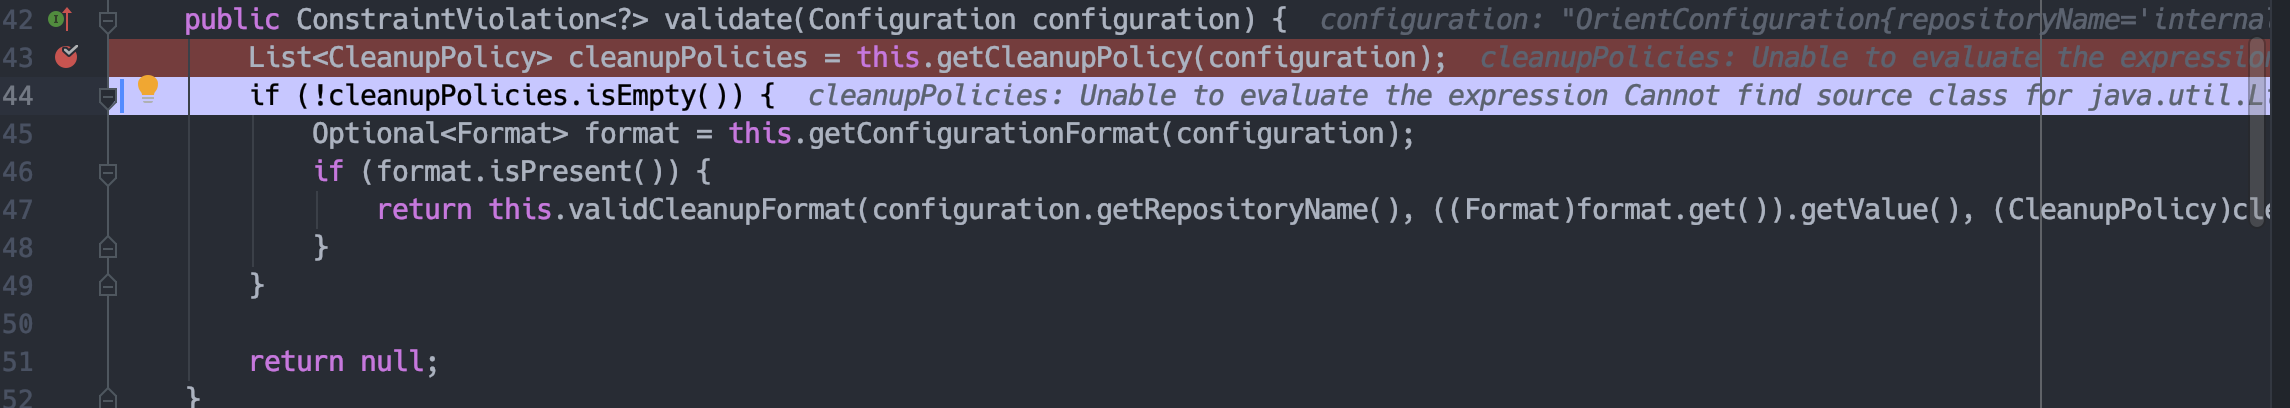 42 public ConstraintViolation<?> validate(Configuration configuration) { configuration: "OrientConfiguration{repositoryName='interna
43 List<CleanupPolicy> cleanupPolicies = this.getCleanupPolicy(configuration); cleanupPolicies: Unable to evaluate the expression
44 if (!cleanupPolicies.isEmpty()) { cleanupPolicies: Unable to evaluate the expression Cannot find source class for java.util.L
45 Optional<Format> format = this.getConfigurationFormat(configuration);
46 if (format.isPresent()) {
47 return this.validCleanupFormat(configuration.getRepositoryName(), ((Format)format.get()).getValue(), (CleanupPolicy)cle
48 }
49 }
50
51 return null;
52 }